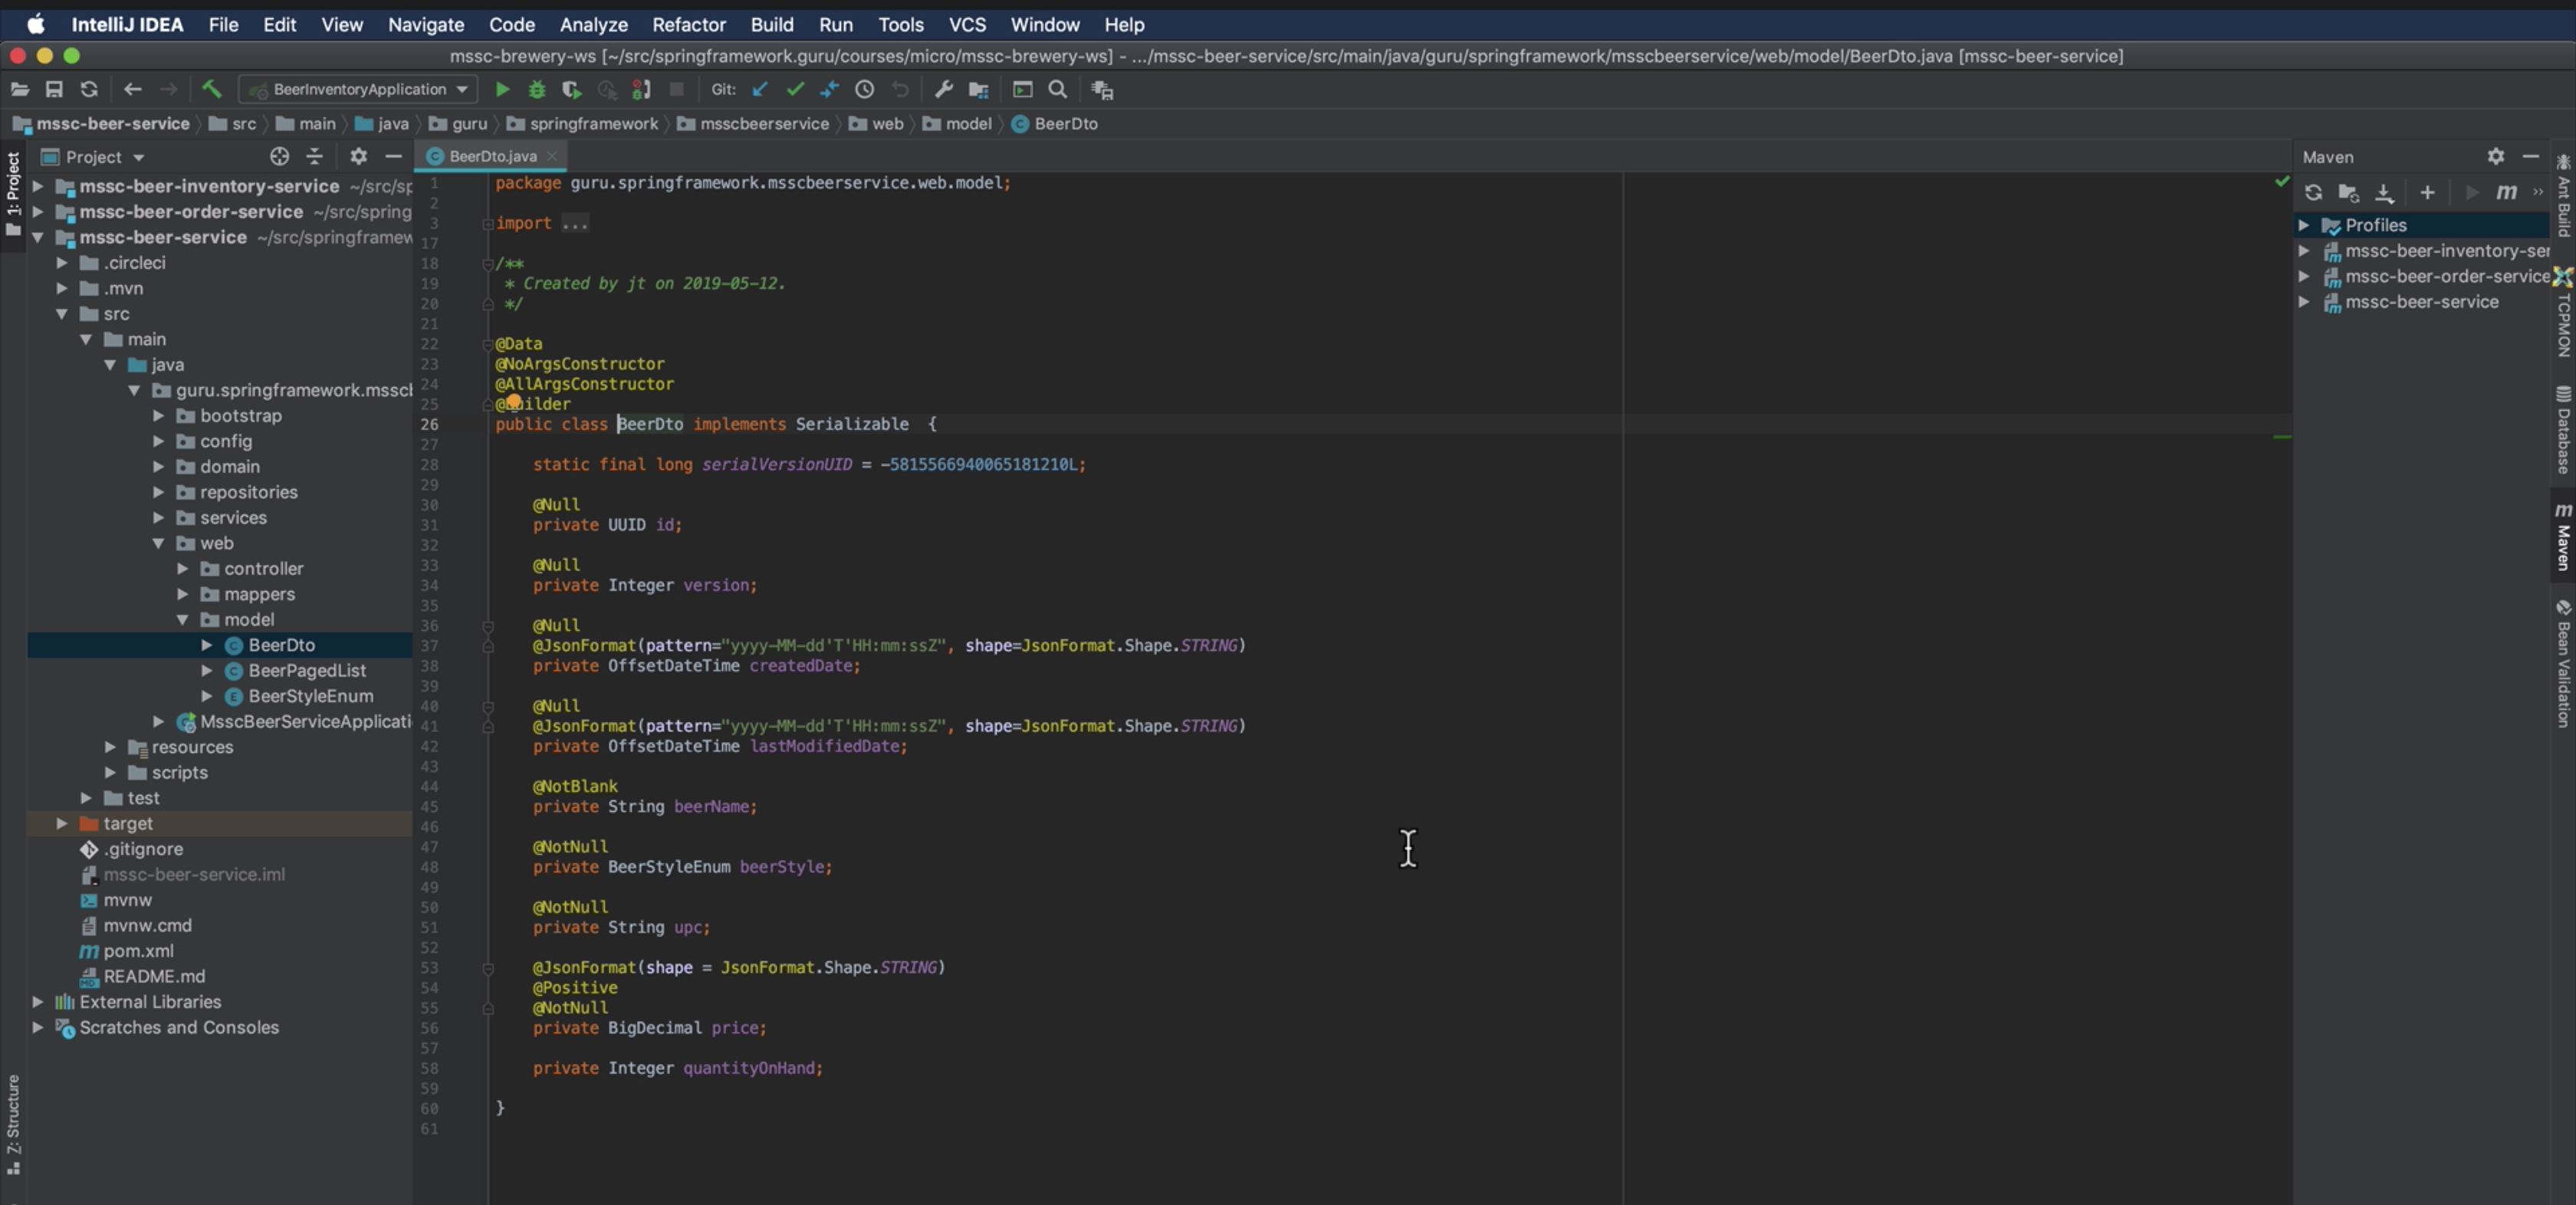 IntelliJ IDEA File Edit View Navigate Code Analyze Refactor Build Run Tools VCS Window Help
mssc-brewery-ws [~/src/springframework.guru/courses/micro/mssc-brewery-ws] - .../mssc-beer-service/src/main/java/guru/springframework/msscbeerservice/web/model/BeerDto.java [mssc-beer-service]
BeerInventoryApplication Git:
mssc-beer-service src main java guru springframework msscbeerservice web model BeerDto
1: Project
Z: Structure
Project
mssc-beer-inventory-service ~/src/sp
mssc-beer-order-service ~/src/spring
mssc-beer-service ~/src/springframew
.circleci
.mvn
src
main
java
guru.springframework.msscb
bootstrap
config
domain
repositories
services
web
controller
mappers
model
BeerDto
BeerPagedList
BeerStyleEnum
MsscBeerServiceApplicati
resources
scripts
test
target
.gitignore
mssc-beer-service.iml
mvnw
mvnw.cmd
pom.xml
README.md
External Libraries
Scratches and Consoles
BeerDto.java
1 package guru.springframework.msscbeerservice.web.model;
2
3 import ...
17
18 /**
19 * Created by jt on 2019-05-12.
20 */
21
22 @Data
23 @NoArgsConstructor
24 @AllArgsConstructor
25 @Builder
26 public class BeerDto implements Serializable {
27
28 static final long serialVersionUID = -5815566940065181210L;
29
30 @Null
31 private UUID id;
32
33 @Null
34 private Integer version;
35
36 @Null
37 @JsonFormat(pattern="yyyy-MM-dd'T'HH:mm:ssZ", shape=JsonFormat.Shape.STRING)
38 private OffsetDateTime createdDate;
39
40 @Null
41 @JsonFormat(pattern="yyyy-MM-dd'T'HH:mm:ssZ", shape=JsonFormat.Shape.STRING)
42 private OffsetDateTime lastModifiedDate;
43
44 @NotBlank
45 private String beerName;
46
47 @NotNull
48 private BeerStyleEnum beerStyle;
49
50 @NotNull
51 private String upc;
52
53 @JsonFormat(shape = JsonFormat.Shape.STRING)
54 @Positive
55 @NotNull
56 private BigDecimal price;
57
58 private Integer quantityOnHand;
59
60 }
61
Maven
Profiles
mssc-beer-inventory-ser
mssc-beer-order-service
mssc-beer-service
Ant Build
TCPMON
Database
Maven
Bean Validation